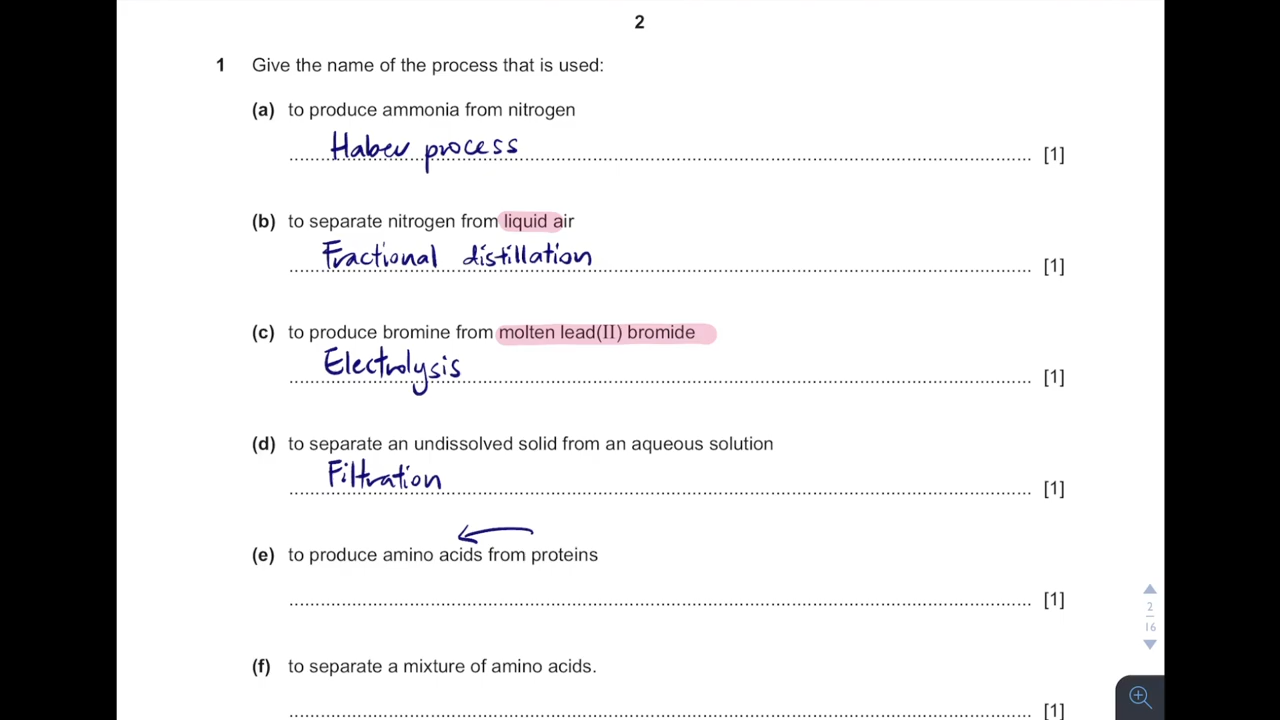 2
1 Give the name of the process that is used:
(a) to produce ammonia from nitrogen
Haber process [1]
(b) to separate nitrogen from liquid air
Fractional distillation [1]
(c) to produce bromine from molten lead(II) bromide
Electrolysis [1]
(d) to separate an undissolved solid from an aqueous solution
Filtration [1]
(e) to produce amino acids from proteins
[1]
2
16
(f) to separate a mixture of amino acids.
[1]